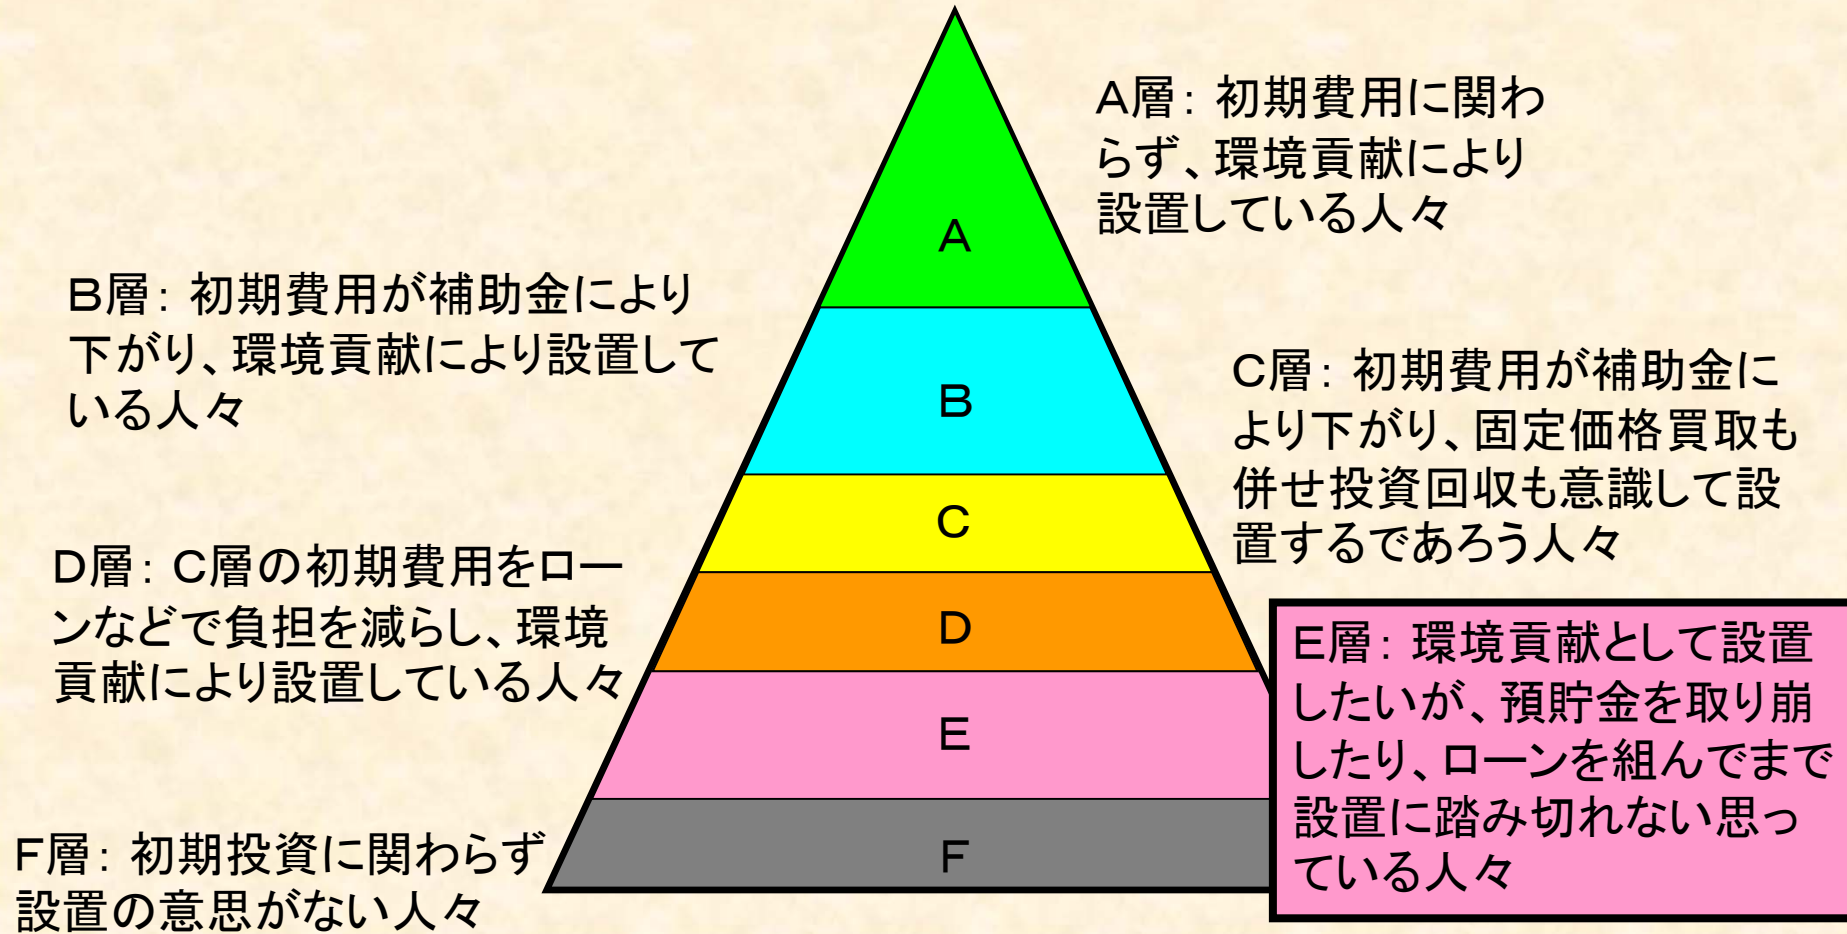 A層： 初期費用に関わ
らず、環境貢献により
設置している人々
A
B層： 初期費用が補助金により
下がり、環境貢献により設置して
いる人々
B
C層： 初期費用が補助金に
より下がり、固定価格買取も
併せ投資回収も意識して設
置するであろう人々
C
D層： C層の初期費用をロー
ンなどで負担を減らし、環境
貢献により設置している人々
D
E層： 環境貢献として設置
したいが、預貯金を取り崩
したり、ローンを組んでまで
設置に踏み切れない思っ
ている人々
E
F層： 初期投資に関わらず
設置の意思がない人々
F